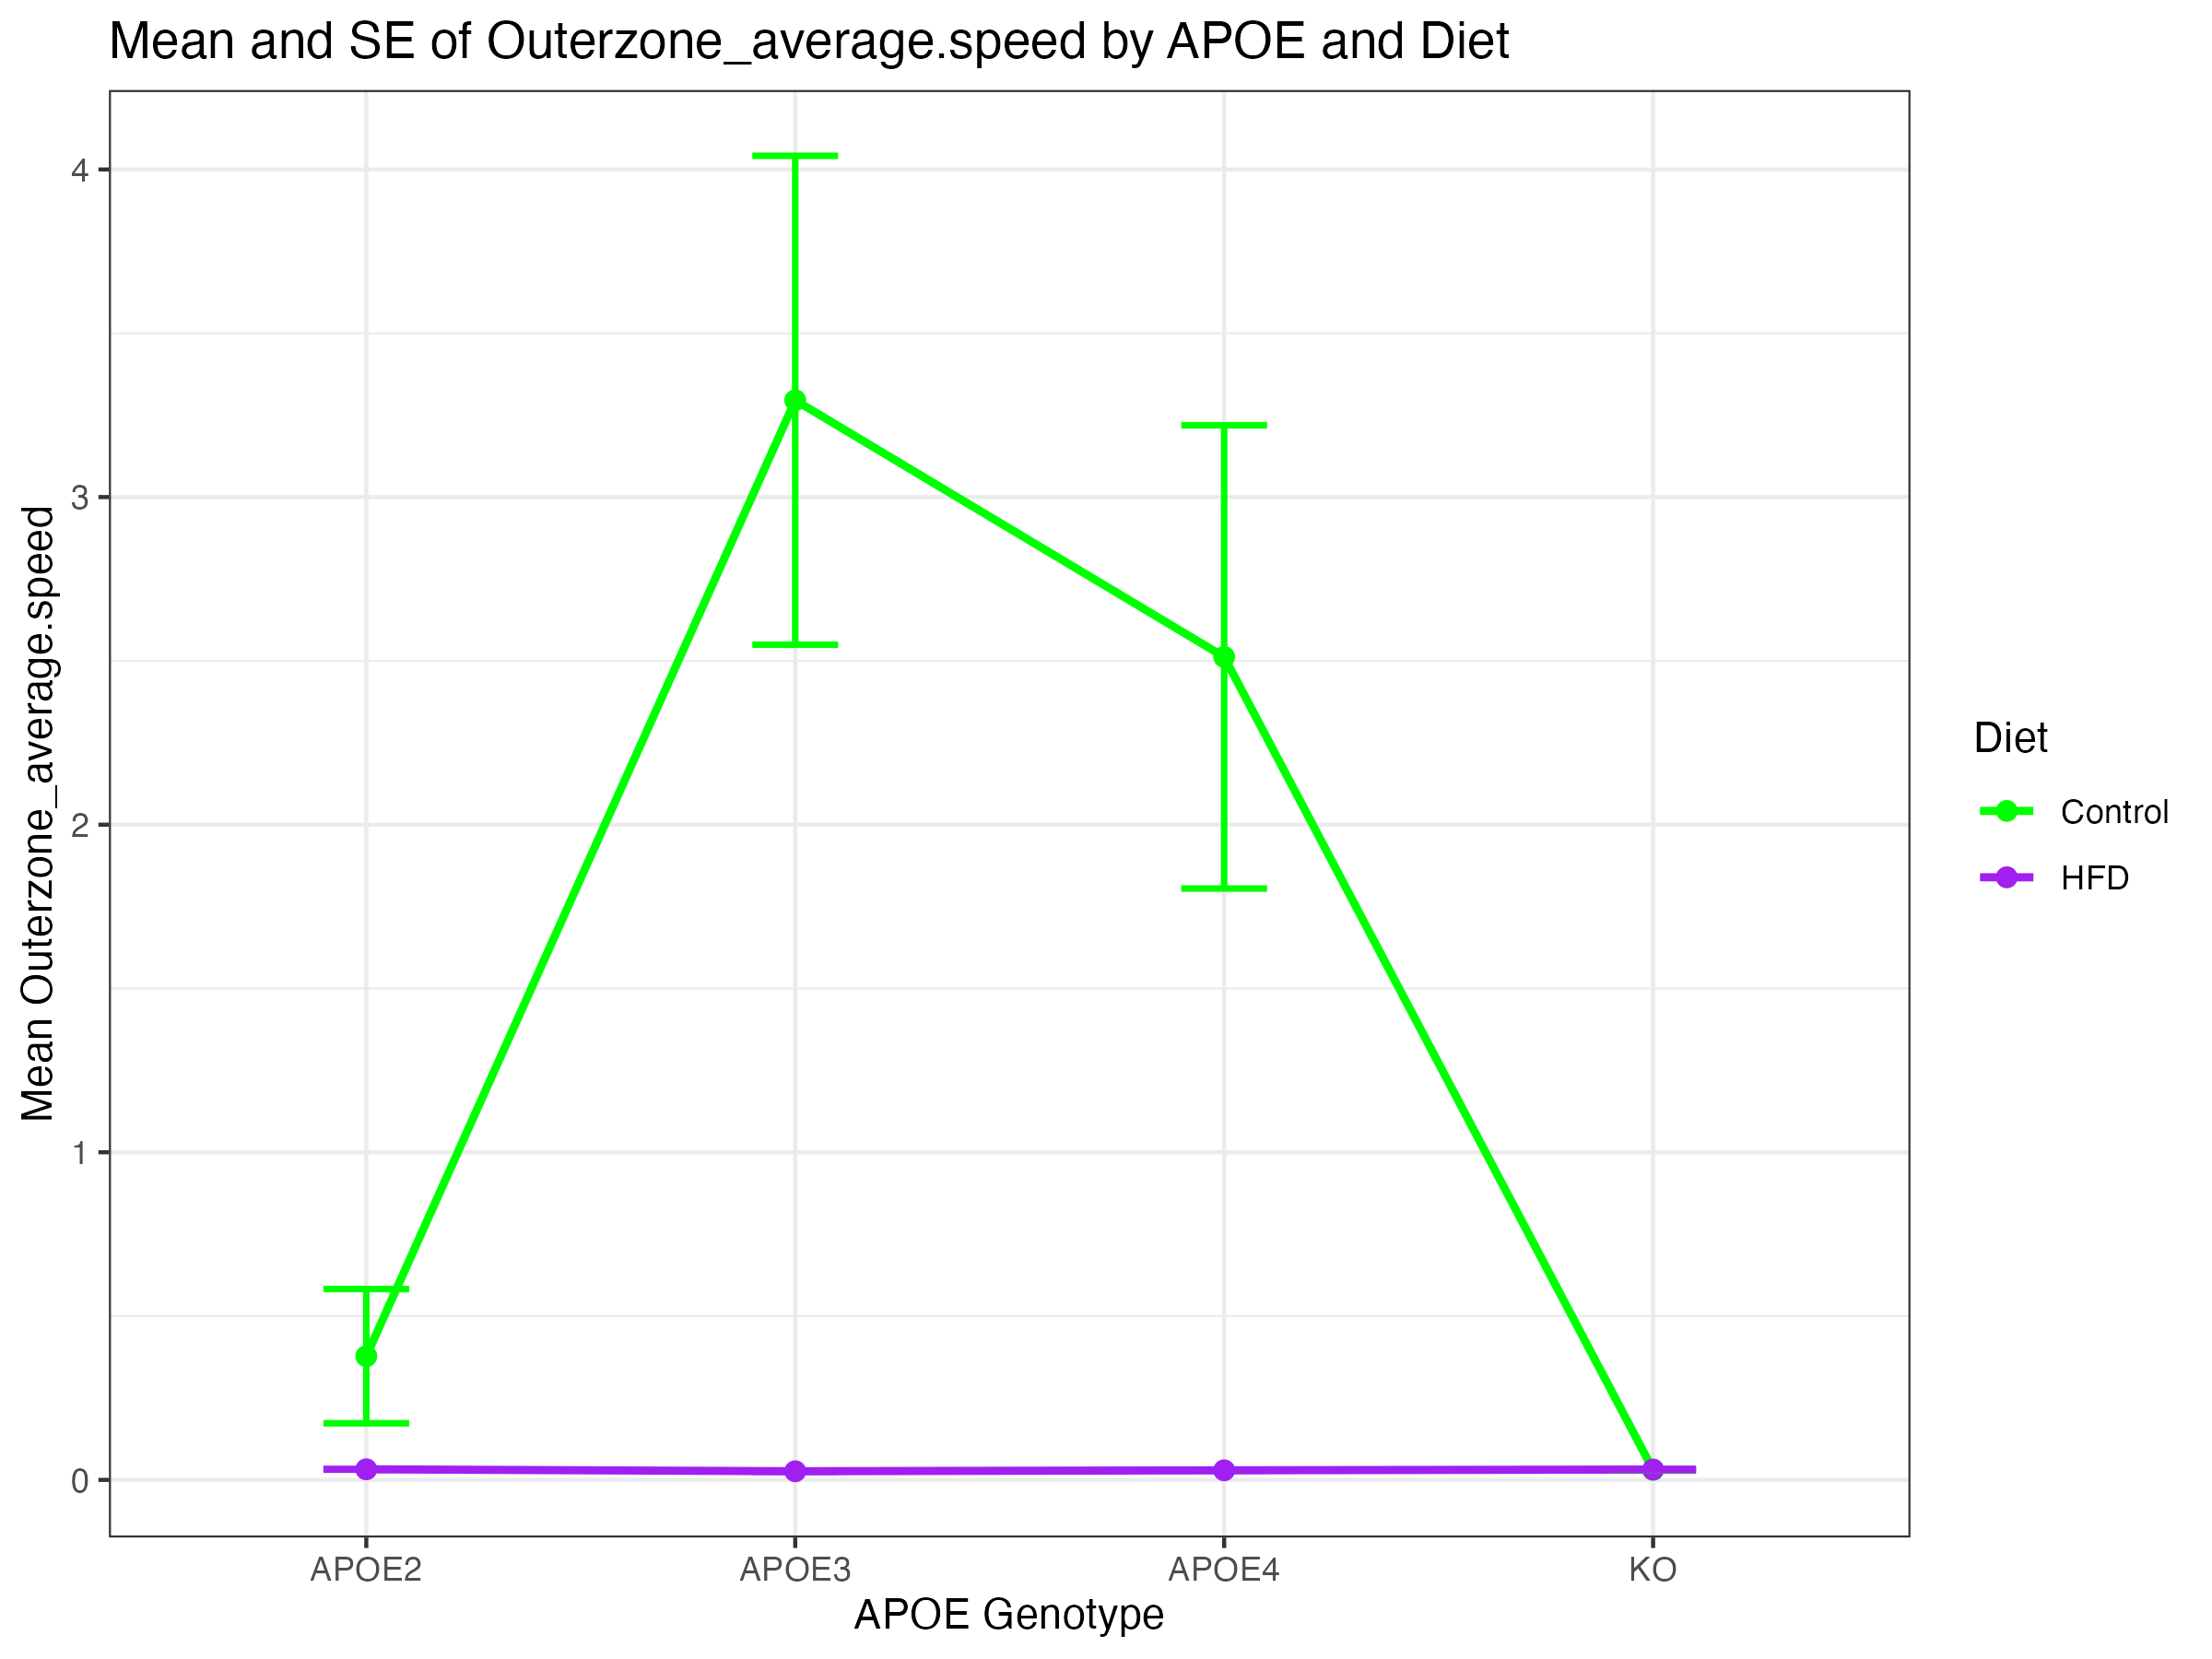 Mean and SE of Outerzone_average.speed by APOE and Diet
Mean Outerzone_average.speed
4
3
2
1
0
APOE2
APOE3
APOE4
KO
APOE Genotype
Diet
Control
HFD